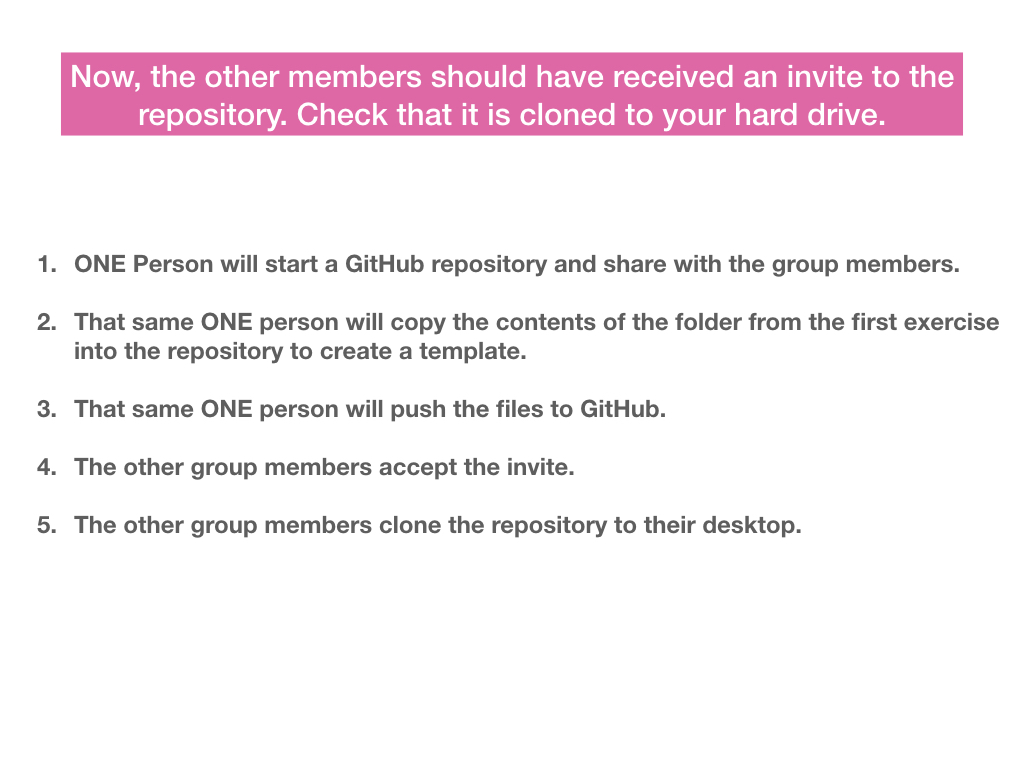 Now, the other members should have received an invite to the
repository. Check that it is cloned to your hard drive.
1. ONE Person will start a GitHub repository and share with the group members.
2. That same ONE person will copy the contents of the folder from the first exercise
into the repository to create a template.
3. That same ONE person will push the files to GitHub.
4. The other group members accept the invite.
5. The other group members clone the repository to their desktop.